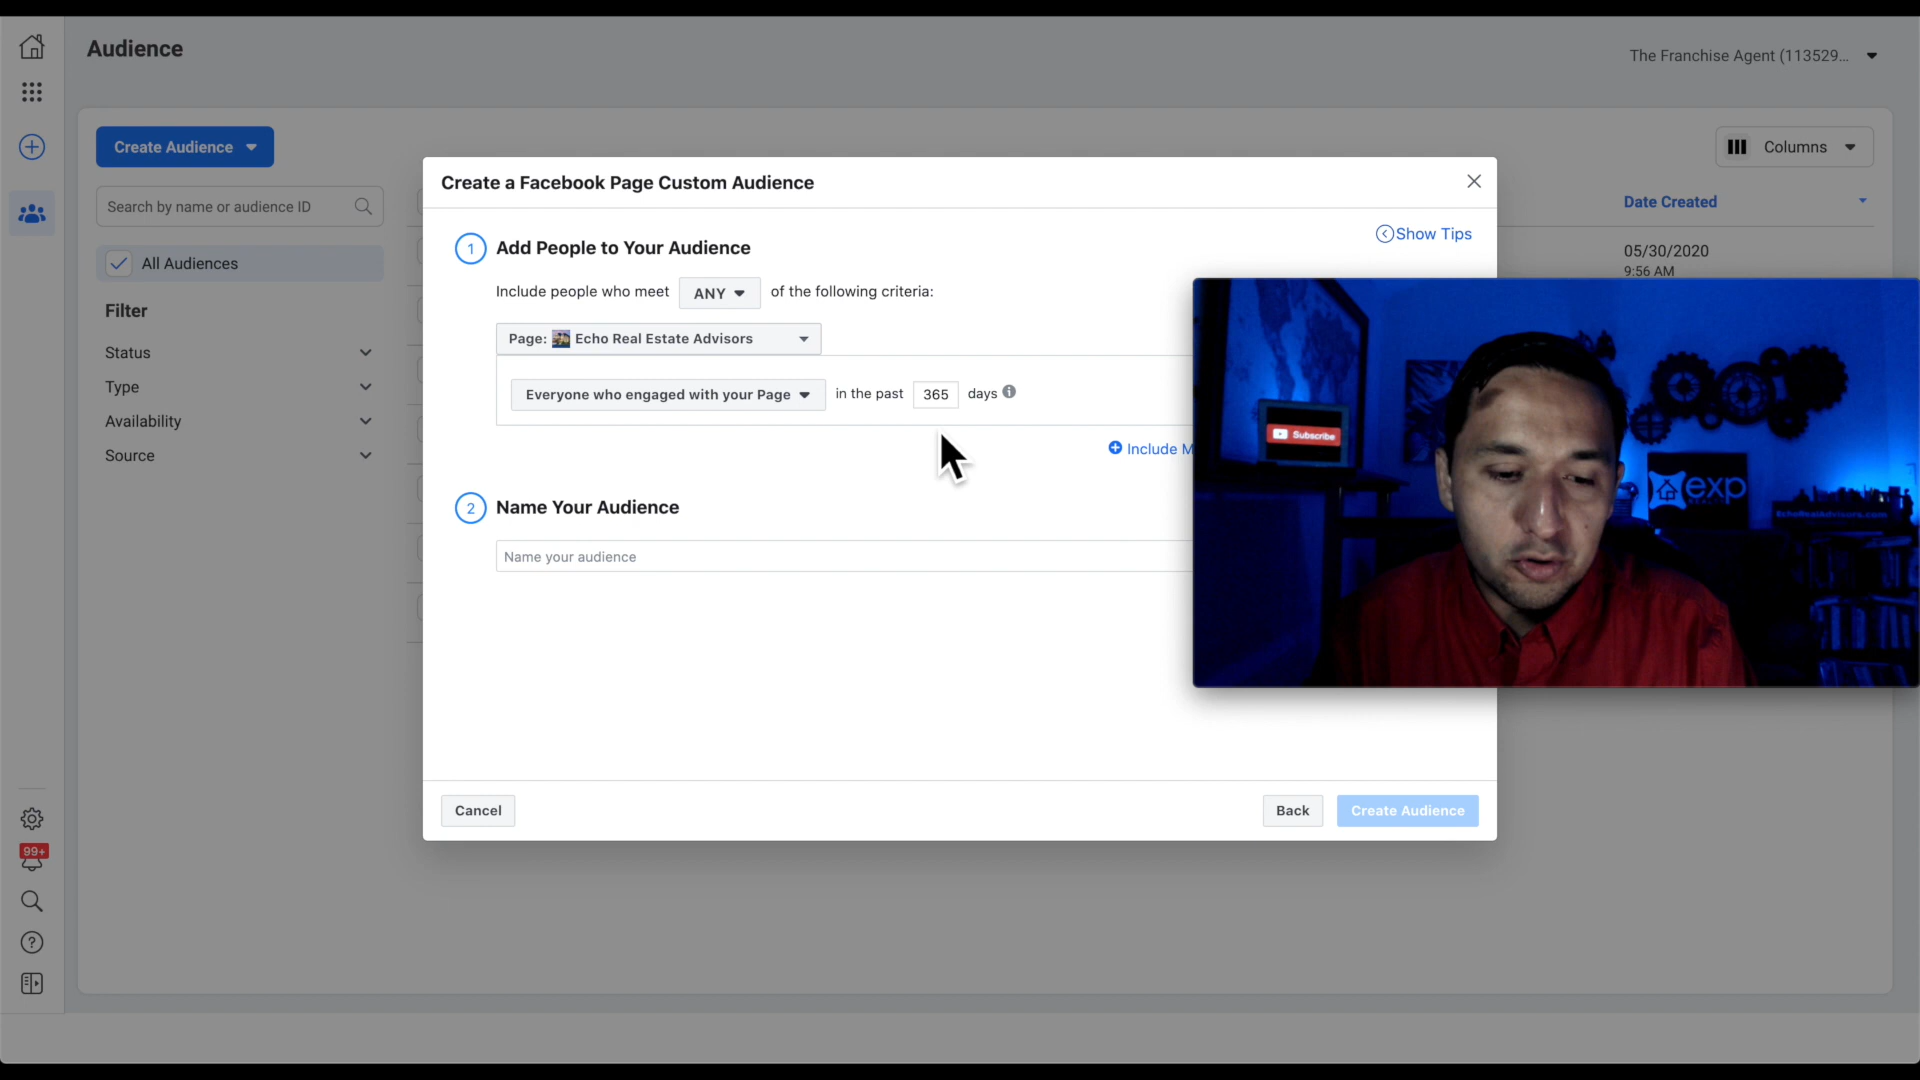 Audience
The Franchise Agent (113529...
Create Audience
Columns
Search by name or audience ID
Date Created
All Audiences
05/30/2020
9:56 AM
Filter
Status
Type
Availability
Source
99+
Create a Facebook Page Custom Audience
Show Tips
1 Add People to Your Audience
Include people who meet ANY of the following criteria:
Page: Echo Real Estate Advisors
Everyone who engaged with your Page in the past 365 days
Include M
2 Name Your Audience
Name your audience
Cancel
Back
Create Audience
Subscribe
exp
EchoRealAdvisors.com